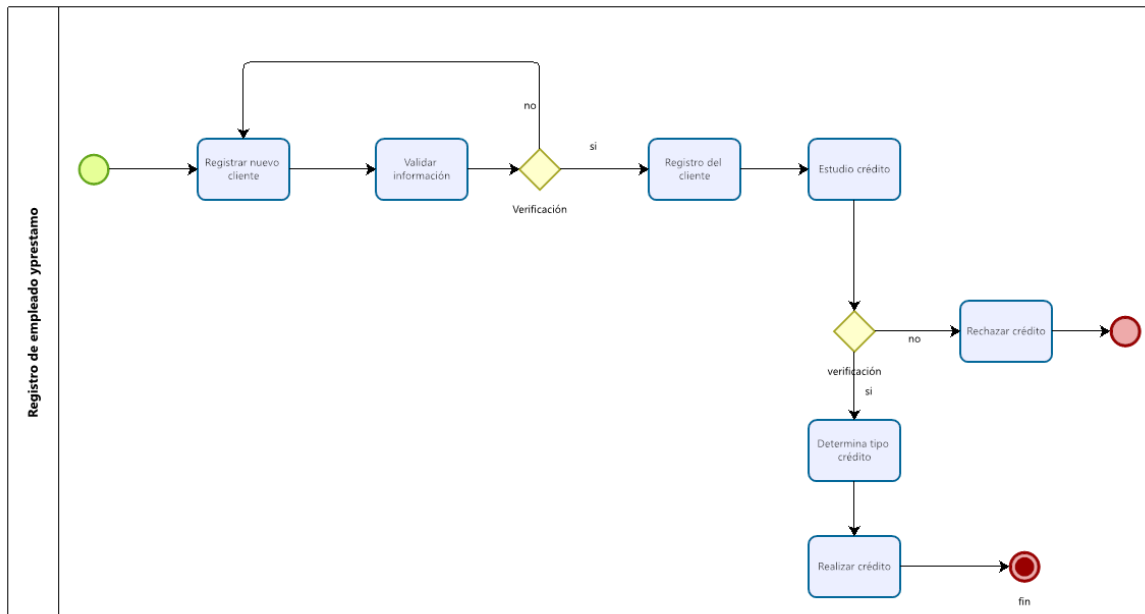 Registro de empleado yprestamo
no
Registrar nuevo
cliente
Validar
información
Verificación
si
Registro del
cliente
Estudio crédito
verificación
no
Rechazar crédito
si
Determina tipo
crédito
Realizar crédito
fin